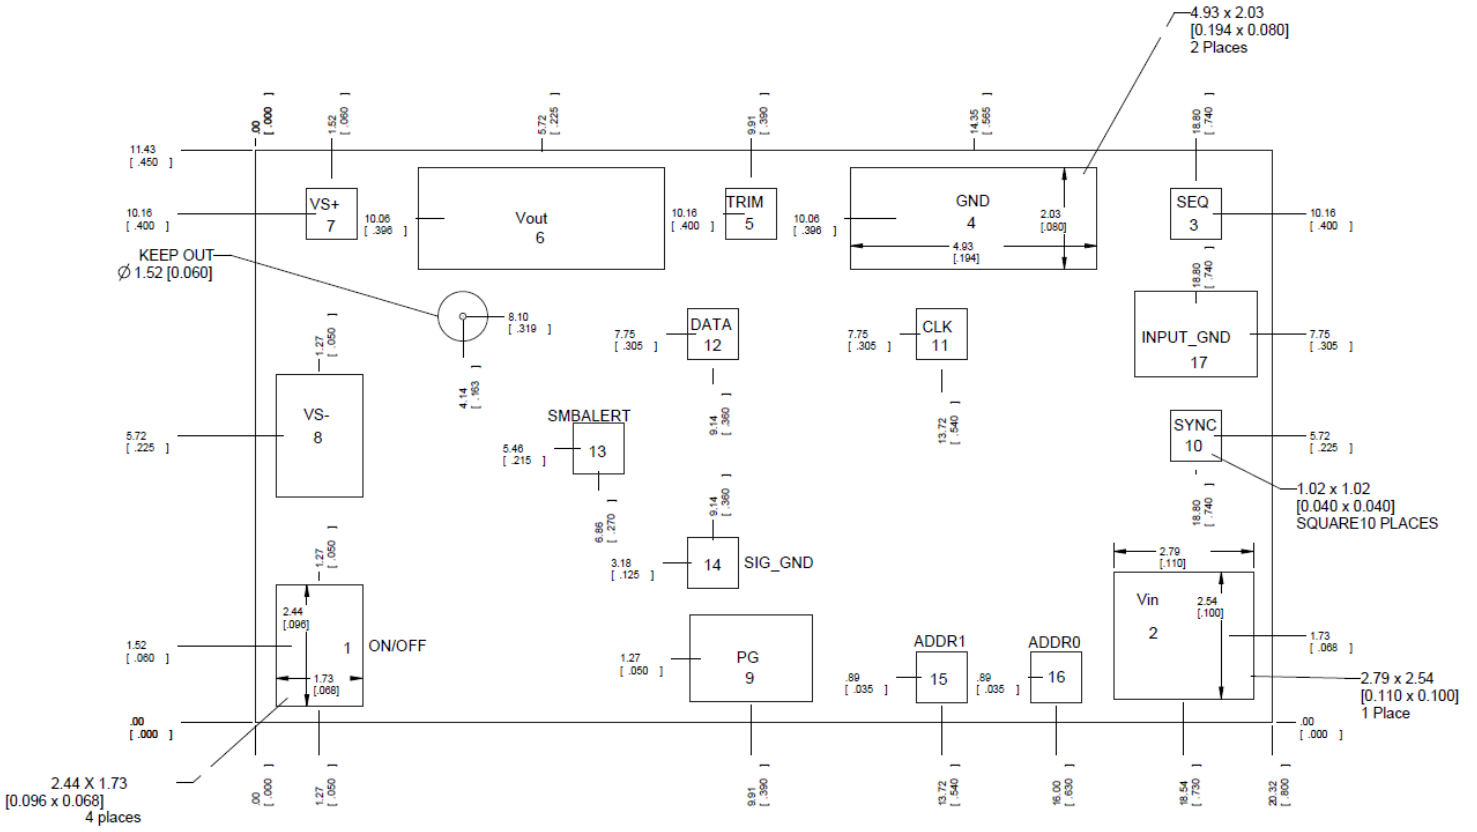 4.93 x 2.03
[0.194 x 0.080]
2 Places
.00
[ .000 ]
1.52
[ .060 ]
5.72
[ .225 ]
9.91
[ .390 ]
14.35
[ .565 ]
18.80
[ .740 ]
11.43
[ .450 ]
10.16
[ .400 ]
VS+
7
10.06
[ .396 ]
Vout
6
10.16
[ .400 ]
TRIM
5
10.06
[ .396 ]
GND
4
2.03
[.080]
4.93
[.194]
SEQ
3
10.16
[ .400 ]
KEEP OUT
Ø 1.52 [0.060]
18.80
[ .740 ]
8.10
[ .319 ]
4.14
[ .163 ]
1.27
[ .050 ]
7.75
[ .305 ]
DATA
12
9.14
[ .360 ]
7.75
[ .305 ]
CLK
11
13.72
[ .540 ]
INPUT_GND
17
7.75
[ .305 ]
5.72
[ .225 ]
VS-
8
SMBALERT
5.46
[ .215 ]
13
6.86
[ .270 ]
SYNC
10
5.72
[ .225 ]
18.80
[ .740 ]
1.02 x 1.02
[0.040 x 0.040]
SQUARE10 PLACES
9.14
[ .360 ]
3.18
[ .125 ]
14
SIG_GND
1.27
[ .050 ]
2.44
[.096]
1.52
[ .060 ]
1
ON/OFF
1.73
[.068]
1.27
[ .050 ]
PG
9
.89
[ .035 ]
ADDR1
15
.89
[ .035 ]
ADDR0
16
2.79
[.110]
Vin
2
2.54
[.100]
1.73
[ .068 ]
2.79 x 2.54
[0.110 x 0.100]
1 Place
.00
[ .000 ]
.00
[ .000 ]
2.44 X 1.73
[0.096 x 0.068]
4 places
.00
[ .000 ]
1.27
[ .050 ]
9.91
[ .390 ]
13.72
[ .540 ]
16.00
[ .630 ]
18.54
[ .730 ]
20.32
[ .800 ]